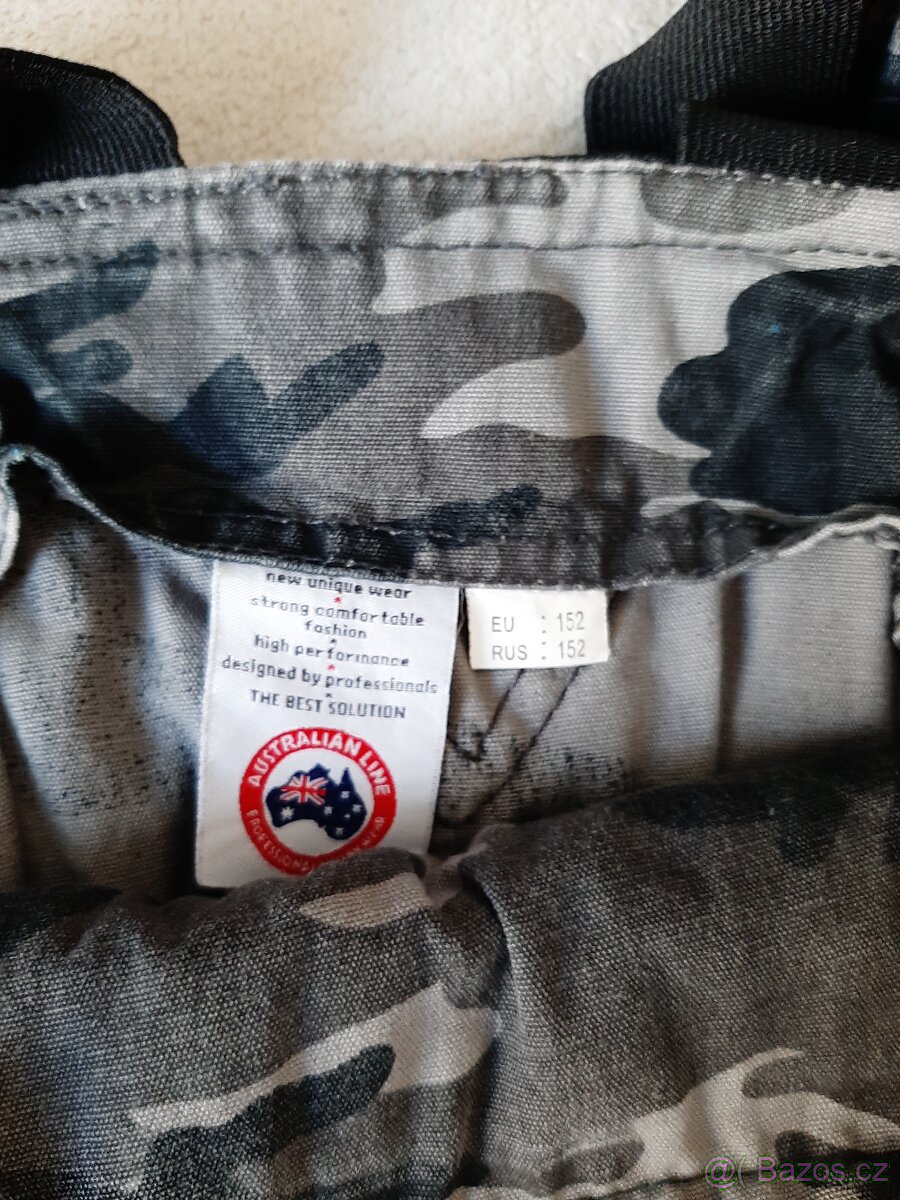 new unique wear
strong comfortable
fashion
high performance
designed by professionals
THE BEST SOLUTION
AUSTRALIAN LINE
EU : 152
RUS : 152
@ Bazos.cz